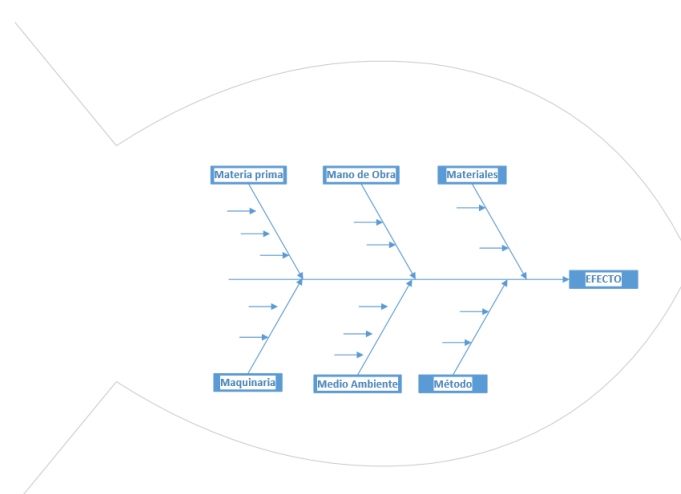 Materia prima
Mano de Obra
Materiales
EFECTO
Maquinaria
Medio Ambiente
Método